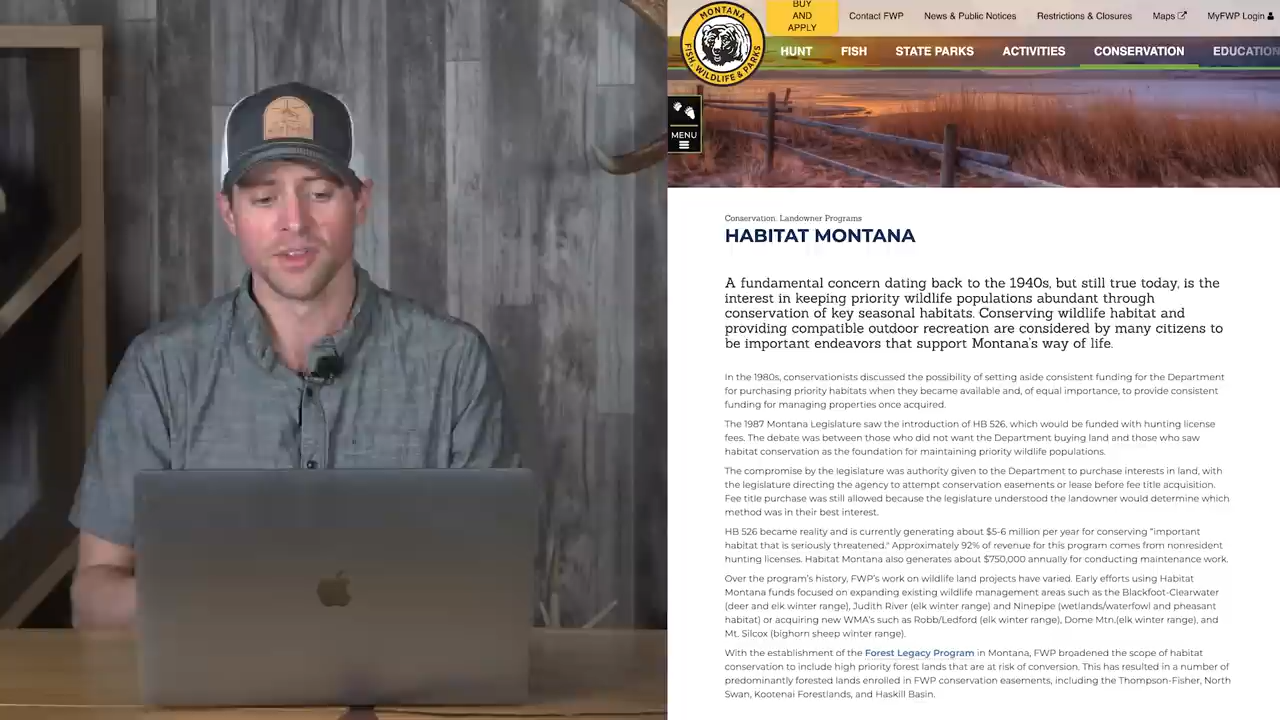 BUY
AND
APPLY
Contact FWP
News & Public Notices
Restrictions & Closures
Maps
MyFWP Login
MONTANA
FISH, WILDLIFE & PARKS
HUNT
FISH
STATE PARKS
ACTIVITIES
CONSERVATION
EDUCATION
MENU
Conservation. Landowner Programs
HABITAT MONTANA
A fundamental concern dating back to the 1940s, but still true today, is the
interest in keeping priority wildlife populations abundant through
conservation of key seasonal habitats. Conserving wildlife habitat and
providing compatible outdoor recreation are considered by many citizens to
be important endeavors that support Montana's way of life.
In the 1980s, conservationists discussed the possibility of setting aside consistent funding for the Department
for purchasing priority habitats when they became available and, of equal importance, to provide consistent
funding for managing properties once acquired.
The 1987 Montana Legislature saw the introduction of HB 526, which would be funded with hunting license
fees. The debate was between those who did not want the Department buying land and those who saw
habitat conservation as the foundation for maintaining priority wildlife populations.
The compromise by the legislature was authority given to the Department to purchase interests in land, with
the legislature directing the agency to attempt conservation easements or lease before fee title acquisition.
Fee title purchase was still allowed because the legislature understood the landowner would determine which
method was in their best interest.
HB 526 became reality and is currently generating about $5-6 million per year for conserving "important
habitat that is seriously threatened." Approximately 92% of revenue for this program comes from nonresident
hunting licenses. Habitat Montana also generates about $750,000 annually for conducting maintenance work.
Over the program's history, FWP's work on wildlife land projects have varied. Early efforts using Habitat
Montana funds focused on expanding existing wildlife management areas such as the Blackfoot-Clearwater
(deer and elk winter range), Judith River (elk winter range) and Ninepipe (wetlands/waterfowl and pheasant
habitat) or acquiring new WMA's such as Robb/Ledford (elk winter range), Dome Mtn.(elk winter range), and
Mt. Silcox (bighorn sheep winter range).
With the establishment of the Forest Legacy Program in Montana, FWP broadened the scope of habitat
conservation to include high priority forest lands that are at risk of conversion. This has resulted in a number of
predominantly forested lands enrolled in FWP conservation easements, including the Thompson-Fisher, North
Swan, Kootenai Forestlands, and Haskill Basin.